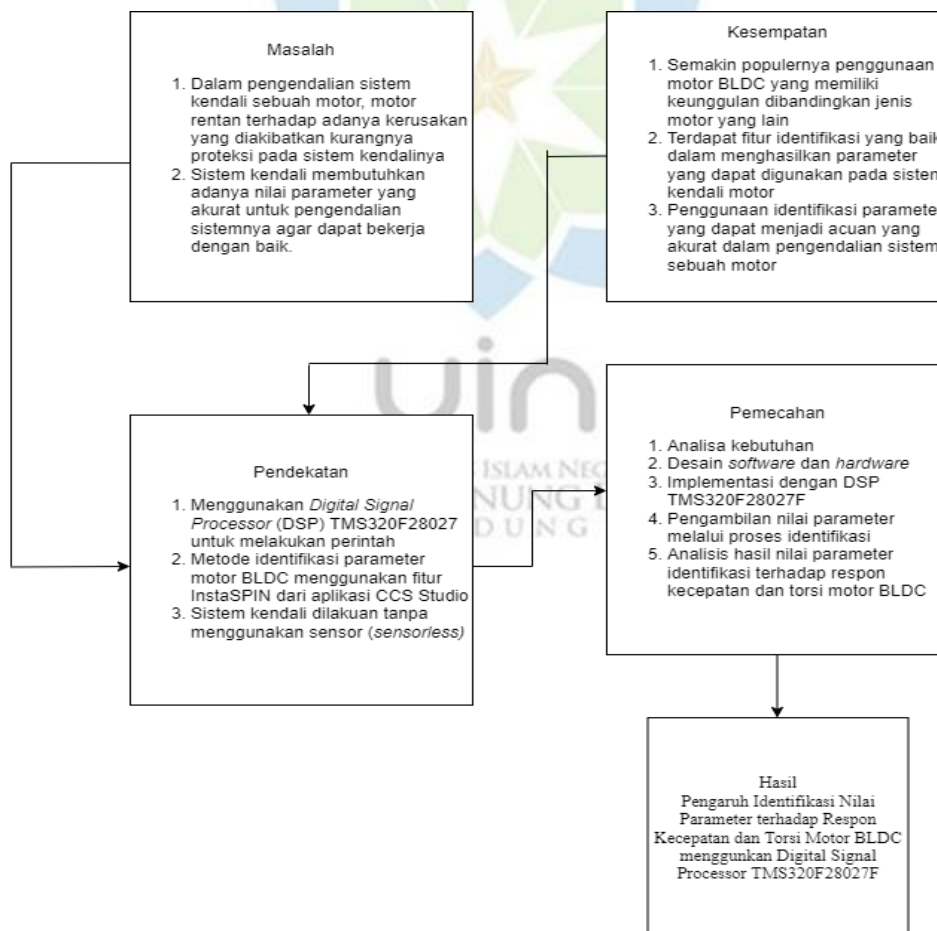 Masalah
1. Dalam pengendalian sistem
kendali sebuah motor, motor
rentan terhadap adanya kerusakan
yang diakibatkan kurangnya
proteksi pada sistem kendalinya
2. Sistem kendali membutuhkan
adanya nilai parameter yang
akurat untuk pengendalian
sistemnya agar dapat bekerja
dengan baik.
Kesempatan
1. Semakin populernya penggunaan
motor BLDC yang memiliki
keunggulan dibandingkan jenis
motor yang lain
2. Terdapat fitur identifikasi yang baik
dalam menghasilkan parameter
yang dapat digunakan pada sistem
kendali motor
3. Penggunaan identifikasi paramete
yang dapat menjadi acuan yang
akurat dalam pengendalian sistem
sebuah motor
uin
ISLAM NEG
NUNG
DUNG
Pendekatan
1. Menggunakan Digital Signal
Processor (DSP) TMS320F28027
untuk melakukan perintah
2. Metode identifikasi parameter
motor BLDC menggunakan fitur
InstaSPIN dari aplikasi CCS Studio
3. Sistem kendali dilakuan tanpa
menggunakan sensor (sensorless)
Pemecahan
1. Analisa kebutuhan
2. Desain software dan hardware
3. Implementasi dengan DSP
TMS320F28027F
4. Pengambilan nilai parameter
melalui proses identifikasi
5. Analisis hasil nilai parameter
identifikasi terhadap respon
kecepatan dan torsi motor BLDC
Hasil
Pengaruh Identifikasi Nilai
Parameter terhadap Respon
Kecepatan dan Torsi Motor BLDC
menggunkan Digital Signal
Processor TMS320F28027F